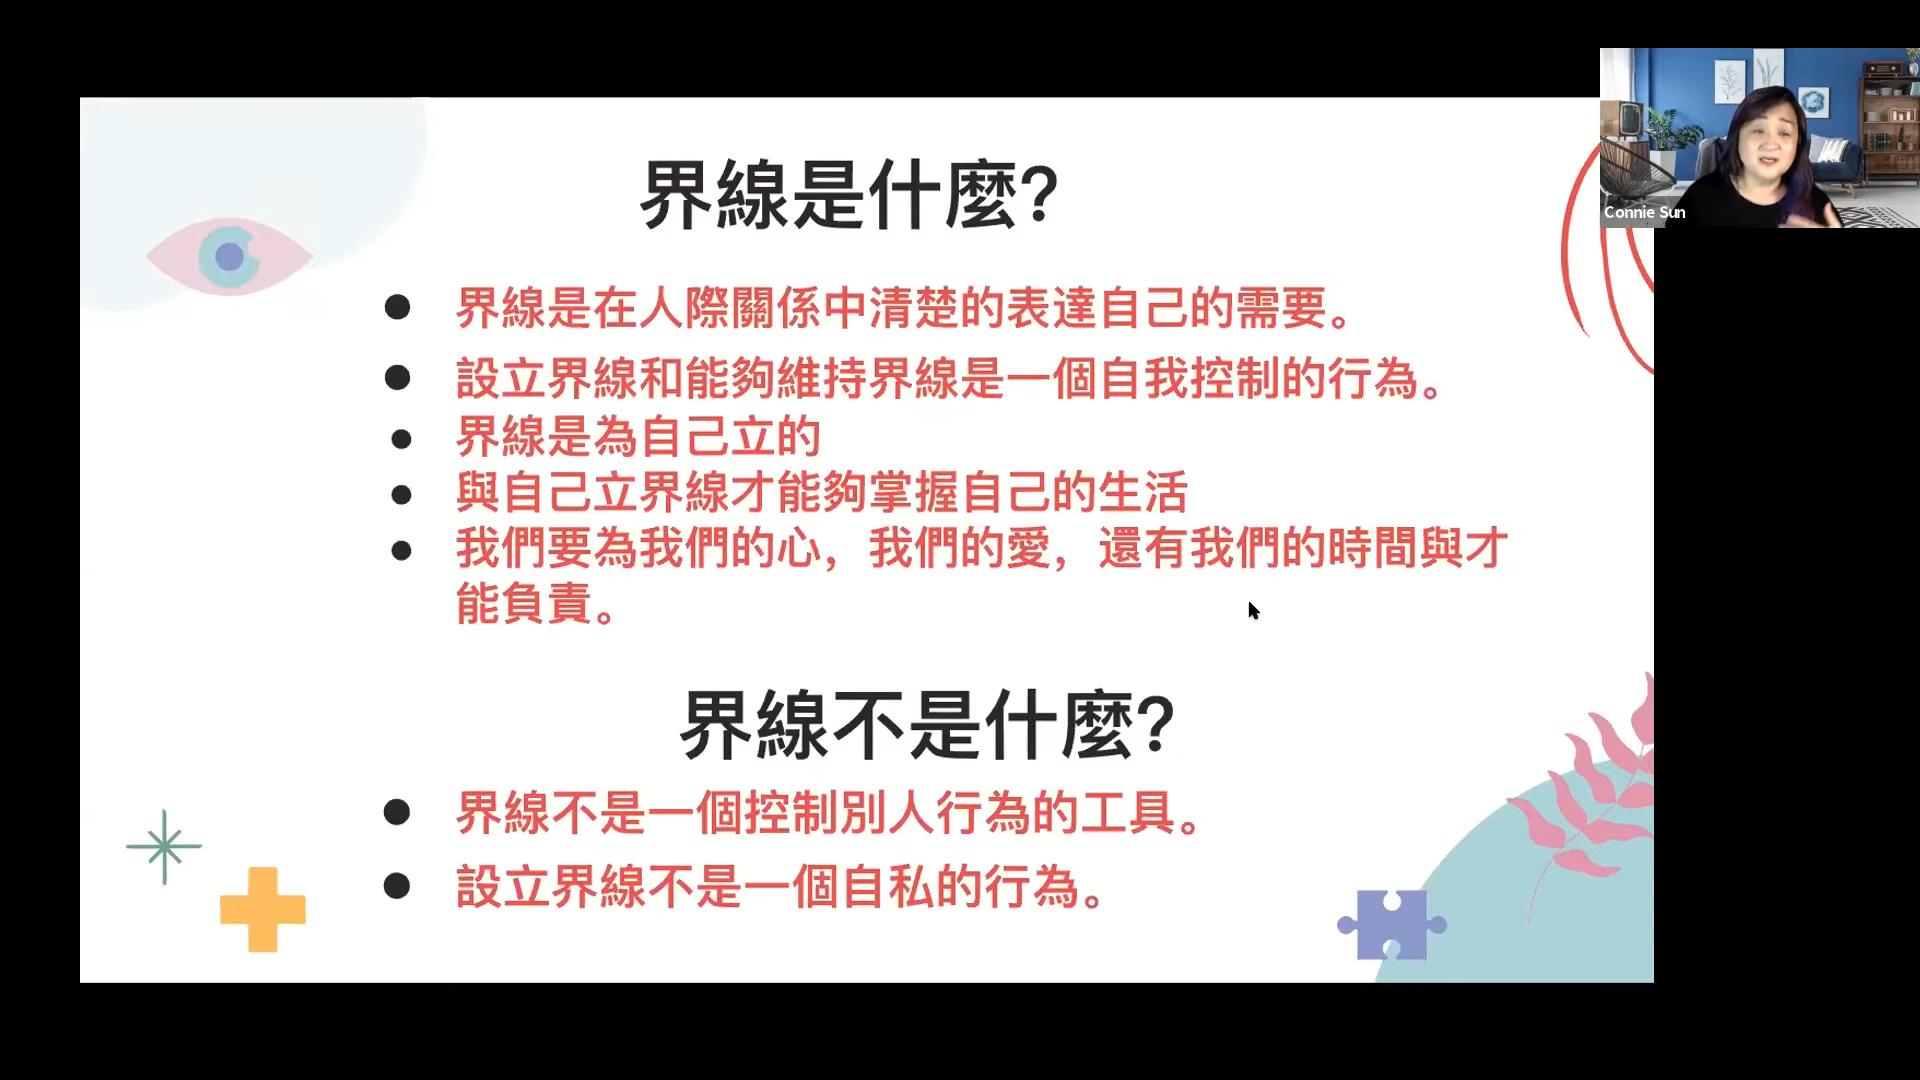 Connie Sun
界線是什麼?
● 界線是在人際關係中清楚的表達自己的需要。
● 設立界線和能夠維持界線是一個自我控制的行為。
● 界線是為自己立的
● 與自己立界線才能夠掌握自己的生活
● 我們要為我們的心，我們的愛，還有我們的時間與才
能負責。
界線不是什麼?
● 界線不是一個控制別人行為的工具。
● 設立界線不是一個自私的行為。